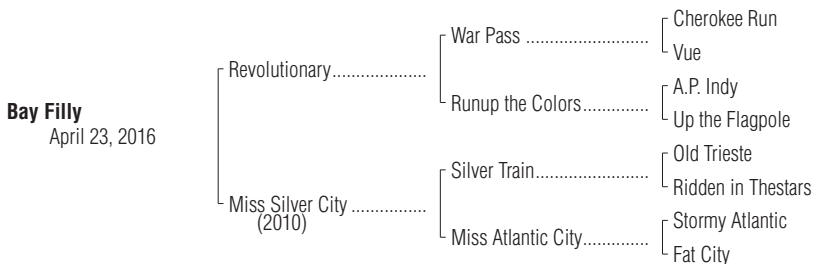 Cherokee Run
War Pass ........................
Vue
Revolutionary...................
A.P. Indy
Runup the Colors.............
Up the Flagpole
Bay Filly
April 23, 2016
Old Trieste
Silver Train......................
Ridden in Thestars
Miss Silver City ...............
(2010)
Stormy Atlantic
Miss Atlantic City.............
Fat City